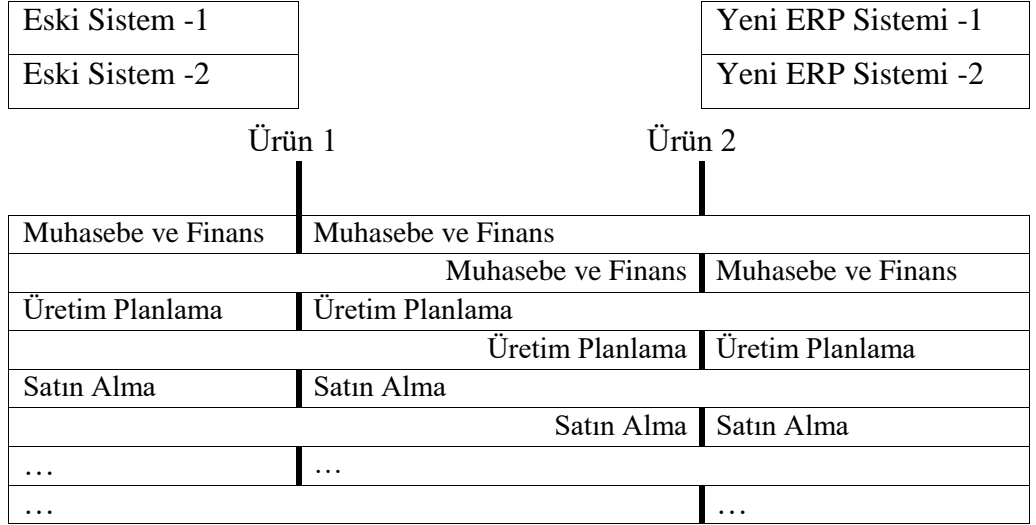 Eski Sistem -1 Yeni ERP Sistemi -1
Eski Sistem -2 Yeni ERP Sistemi -2
Ürün 1 Ürün 2
Muhasebe ve Finans Muhasebe ve Finans
Muhasebe ve Finans Muhasebe ve Finans
Üretim Planlama Üretim Planlama
Üretim Planlama Üretim Planlama
Satın Alma Satın Alma
Satın Alma Satın Alma
… …
… …